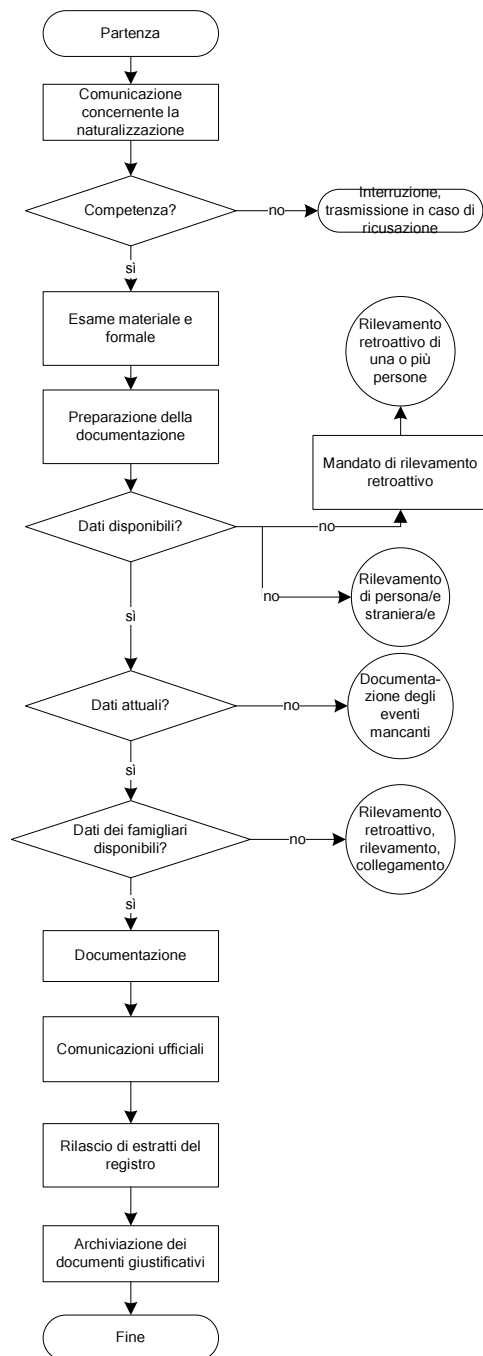 Partenza
Comunicazione
concernente la
naturalizzazione
Competenza?
no
Interruzione,
trasmissione in caso di
ricusazione
sì
Esame materiale e
formale
Rilevamento
retroattivo di
una o più
persone
Preparazione della
documentazione
Mandato di rilevamento
retroattivo
Dati disponibili?
no
no
Rilevamento
di persona/e
straniera/e
sì
Dati attuali?
no
Documenta-
zione degli
eventi
mancanti
sì
Dati dei famigliari
disponibili?
no
Rilevamento
retroattivo,
rilevamento,
collegamento
sì
Documentazione
Comunicazioni ufficiali
Rilascio di estratti del
registro
Archiviazione dei
documenti giustificativi
Fine